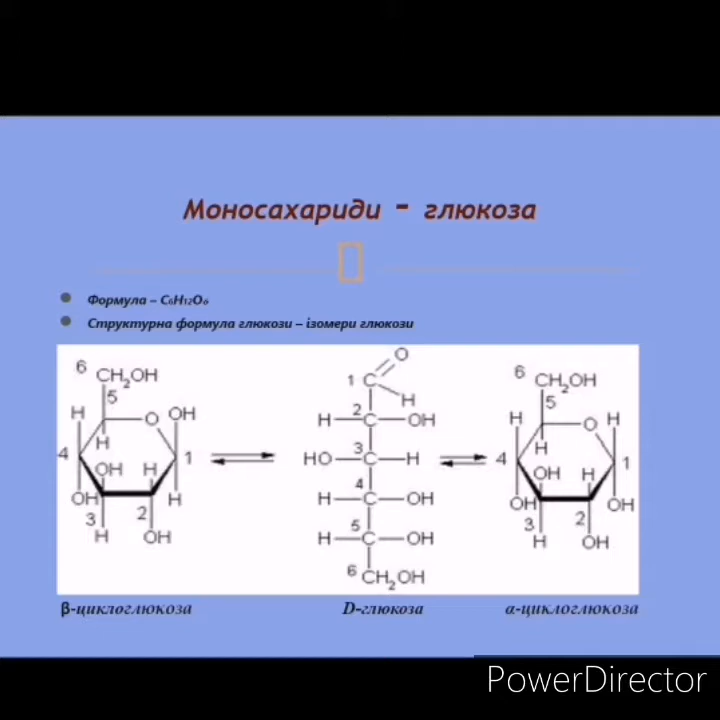 Моносахариди - глюкоза
Формула – C₆H₁₂O₆
Структурна формула глюкози – ізомери глюкози
6 CH₂OH 5 H O OH 4 H OH H 1 OH H 3 2 H OH
O 1 C H 2 H C OH 3 HO C H 4 H C OH 5 H C OH 6 CH₂OH
6 CH₂OH 5 H O H 4 H OH H 1 OH OH 3 2 H OH
β-циклоглюкоза D-глюкоза α-циклоглюкоза
PowerDirector